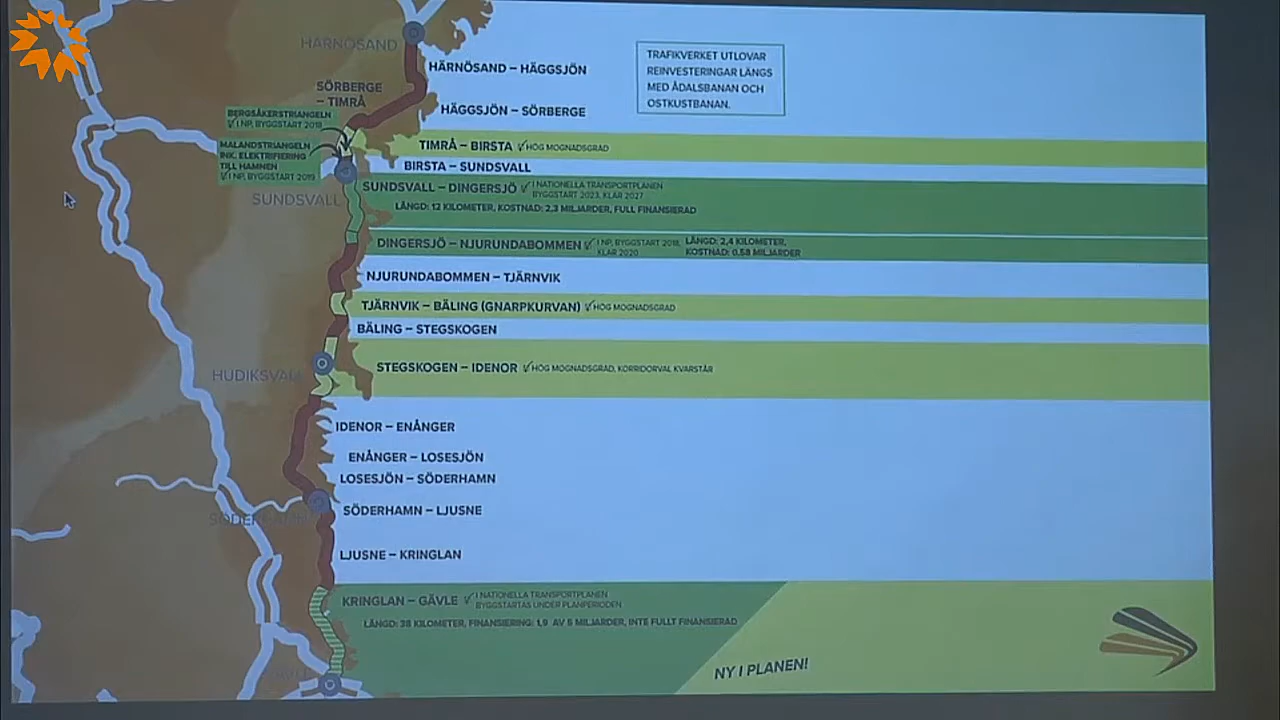 HÄRNÖSAND
HÄRNÖSAND – HÄGGSJÖN
TRAFIKVERKET UTLOVAR
REINVESTERINGAR LÄNGS
MED ÅDALSBANAN OCH
OSTKUSTBANAN.
SÖRBERGE
– TIMRÅ
HÄGGSJÖN – SÖRBERGE
BERGSÅKERSTRIANGELN
I NP, BYGGSTART 2018
MALANDSTRIANGELN
INK. ELEKTRIFIERING
TILL HAMNEN
I NP, BYGGSTART 2019
TIMRÅ – BIRSTA HÖG MOGNADSGRAD
BIRSTA – SUNDSVALL
SUNDSVALL
SUNDSVALL – DINGERSJÖ I NATIONELLA TRANSPORTPLANEN
BYGGSTART 2023, KLAR 2027
LÄNGD: 12 KILOMETER, KOSTNAD: 2,3 MILJARDER, FULL FINANSIERAD
DINGERSJÖ – NJURUNDABOMMEN I NP, BYGGSTART 2018, LÄNGD: 2,4 KILOMETER,
KLAR 2020 KOSTNAD: 0,58 MILJARDER
NJURUNDABOMMEN – TJÄRNVIK
TJÄRNVIK – BÄLING (GNARPKURVAN) HÖG MOGNADSGRAD
BÄLING – STEGSKOGEN
HUDIKSVALL
STEGSKOGEN – IDENOR HÖG MOGNADSGRAD, KORRIDORVAL KVARSTÅR
IDENOR – ENÅNGER
ENÅNGER – LOSESJÖN
LOSESJÖN – SÖDERHAMN
SÖDERHAMN
SÖDERHAMN – LJUSNE
LJUSNE – KRINGLAN
KRINGLAN – GÄVLE I NATIONELLA TRANSPORTPLANEN
BYGGSTARTAS UNDER PLANPERIODEN
LÄNGD: 38 KILOMETER, FINANSIERING: 1,9 AV 5 MILJARDER, INTE FULLT FINANSIERAD
NY I PLANEN!
GÄVLE